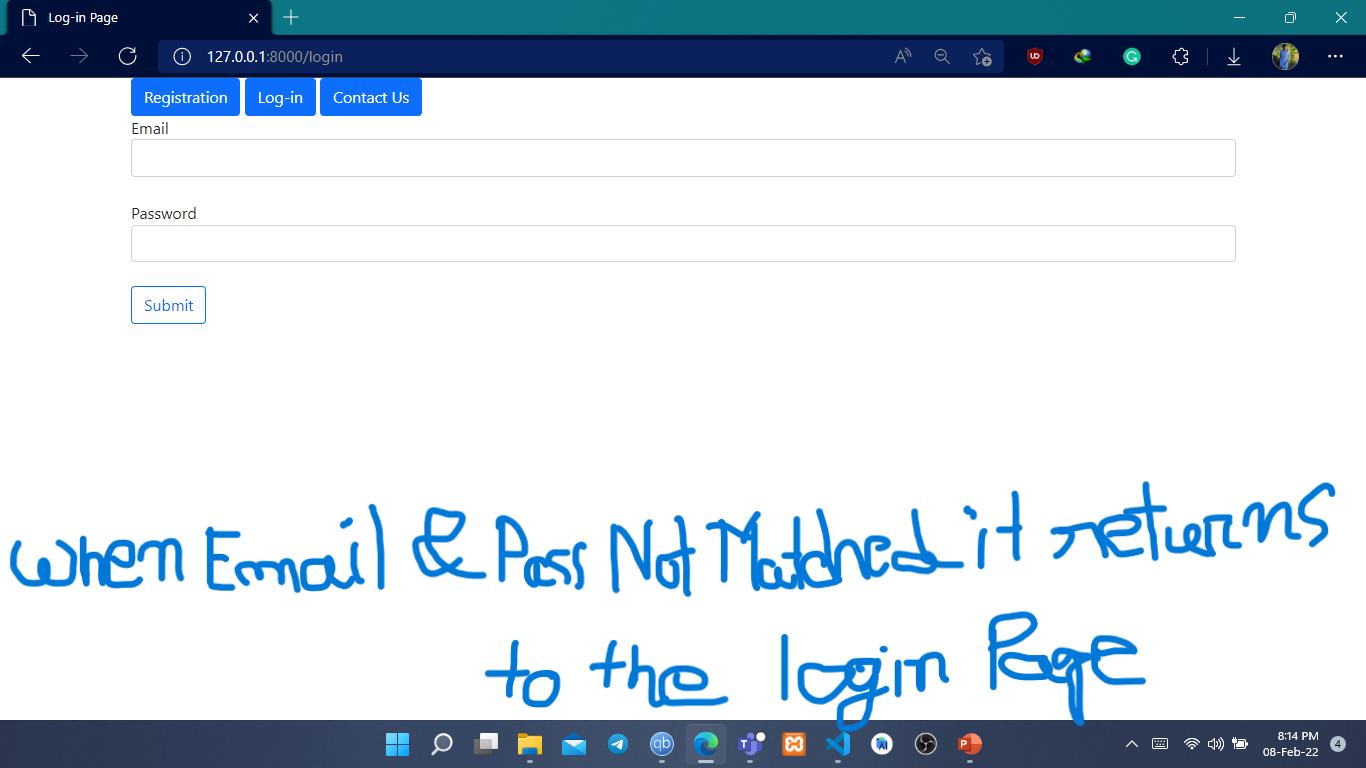 Log-in Page
127.0.0.1:8000/login
Registration Log-in Contact Us
Email
Password
Submit
when Email & Pass Not Matched it returns
to the login Page
8:14 PM
08-Feb-22
4